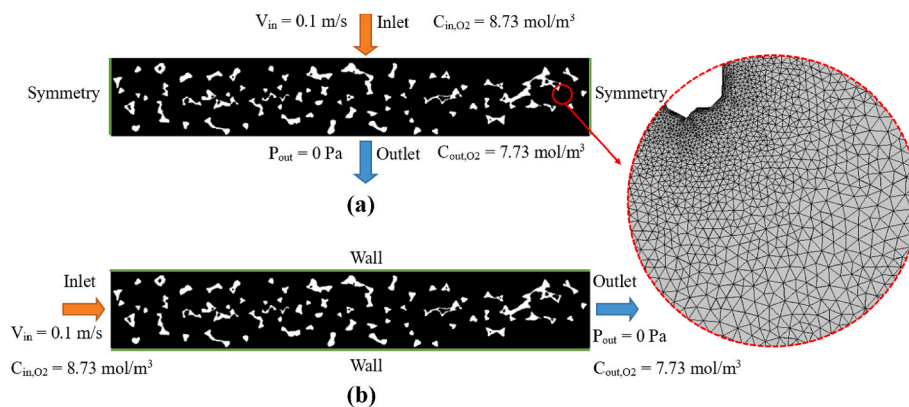 V_in = 0.1 m/s Inlet C_in,O2 = 8.73 mol/m³
Symmetry Symmetry
P_out = 0 Pa Outlet C_out,O2 = 7.73 mol/m³
(a)
Wall
Inlet Outlet
V_in = 0.1 m/s P_out = 0 Pa
Wall
C_in,O2 = 8.73 mol/m³ C_out,O2 = 7.73 mol/m³
(b)